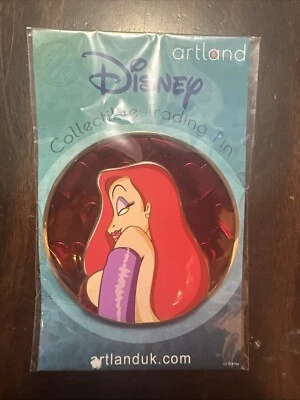 artland
Disney
Collectible Trading Pin
artlanduk.com